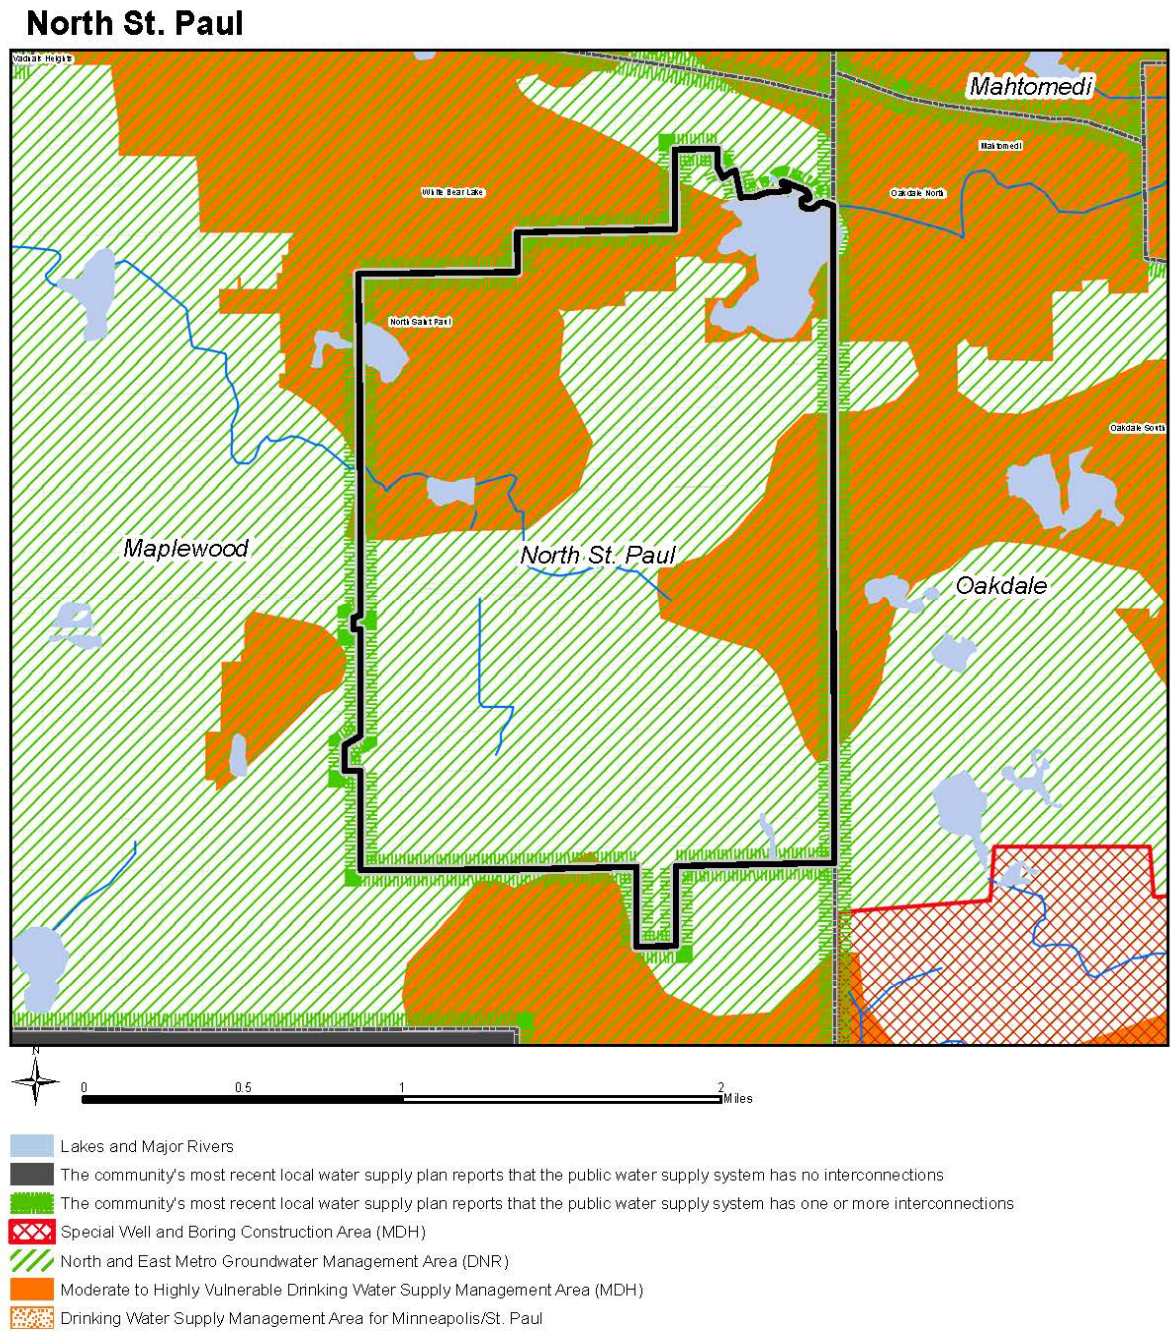 North St. Paul
Vadnais Heights
Mahtomedi
Mahtomedi
White Bear Lake
Oakdale North
North Saint Paul
Oakdale South
Maplewood
North St. Paul
Oakdale
N
0 0.5 1 2
Miles
Lakes and Major Rivers
The community's most recent local water supply plan reports that the public water supply system has no interconnections
The community's most recent local water supply plan reports that the public water supply system has one or more interconnections
Special Well and Boring Construction Area (MDH)
North and East Metro Groundwater Management Area (DNR)
Moderate to Highly Vulnerable Drinking Water Supply Management Area (MDH)
Drinking Water Supply Management Area for Minneapolis/St. Paul